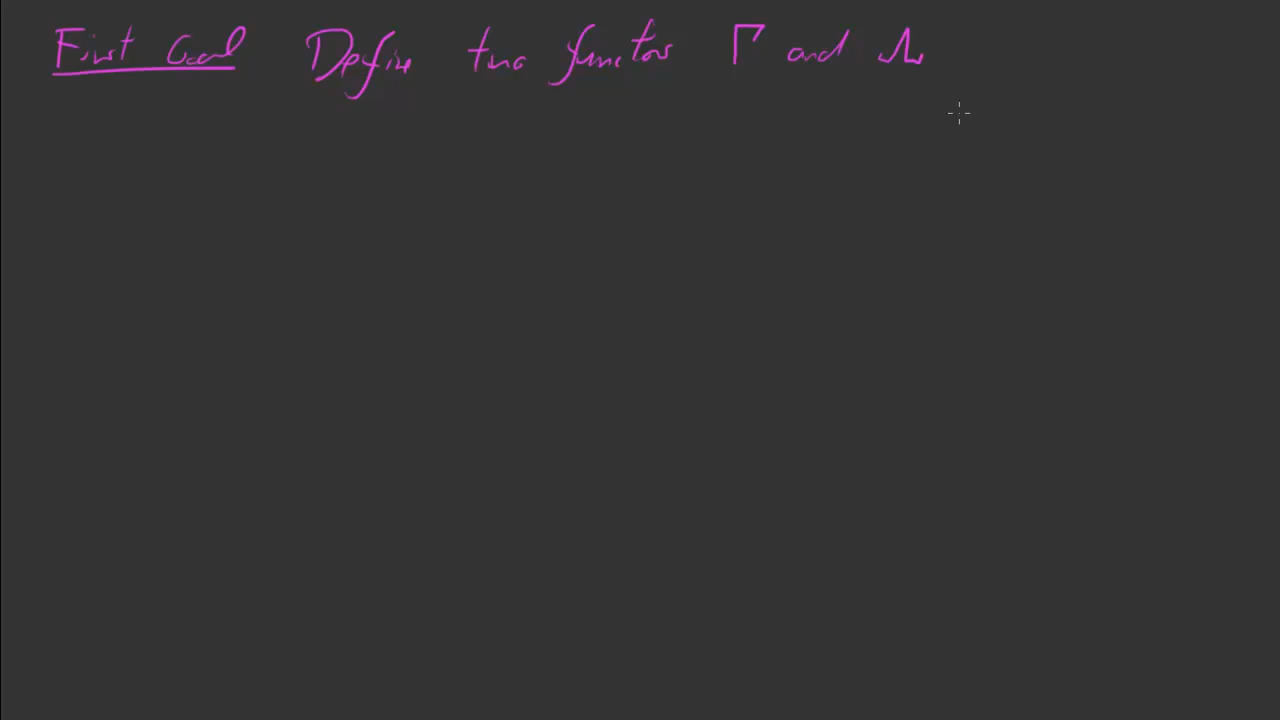 First Goal Define two functors Γ and Λ